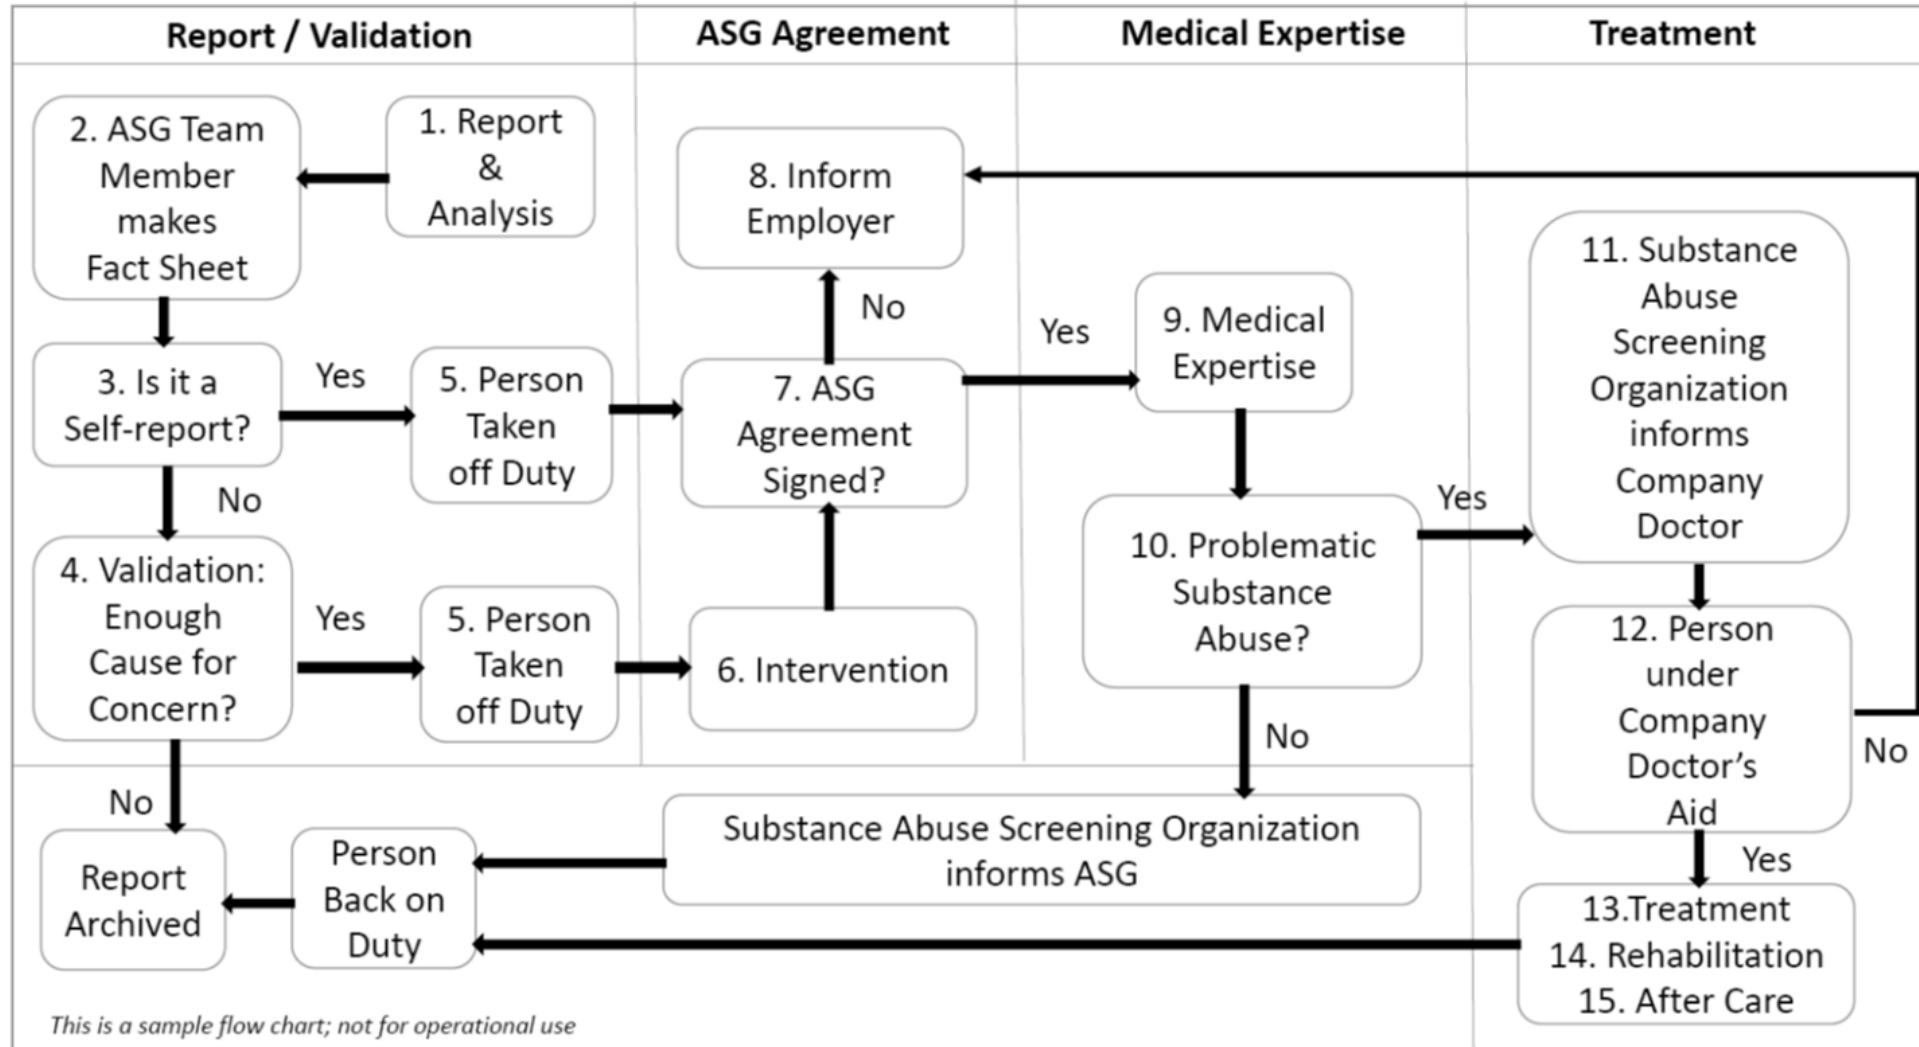 Report / Validation
ASG Agreement
Medical Expertise
Treatment
2. ASG Team
Member
makes
Fact Sheet
1. Report
&
Analysis
8. Inform
Employer
11. Substance
Abuse
Screening
Organization
informs
Company
Doctor
No
9. Medical
Expertise
Yes
3. Is it a
Self-report?
Yes
5. Person
Taken
off Duty
7. ASG
Agreement
Signed?
No
Yes
10. Problematic
Substance
Abuse?
4. Validation:
Enough
Cause for
Concern?
Yes
5. Person
Taken
off Duty
6. Intervention
12. Person
under
Company
Doctor’s
Aid
No
No
No
Substance Abuse Screening Organization
informs ASG
Yes
Report
Archived
Person
Back on
Duty
13.Treatment
14. Rehabilitation
15. After Care
This is a sample flow chart; not for operational use